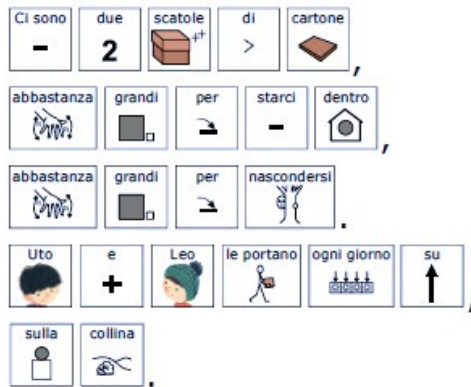 Ci sono due scatole di cartone,
abbastanza grandi per starci dentro,
abbastanza grandi per nascondersi.
Uto e Leo le portano ogni giorno su,
sulla collina.